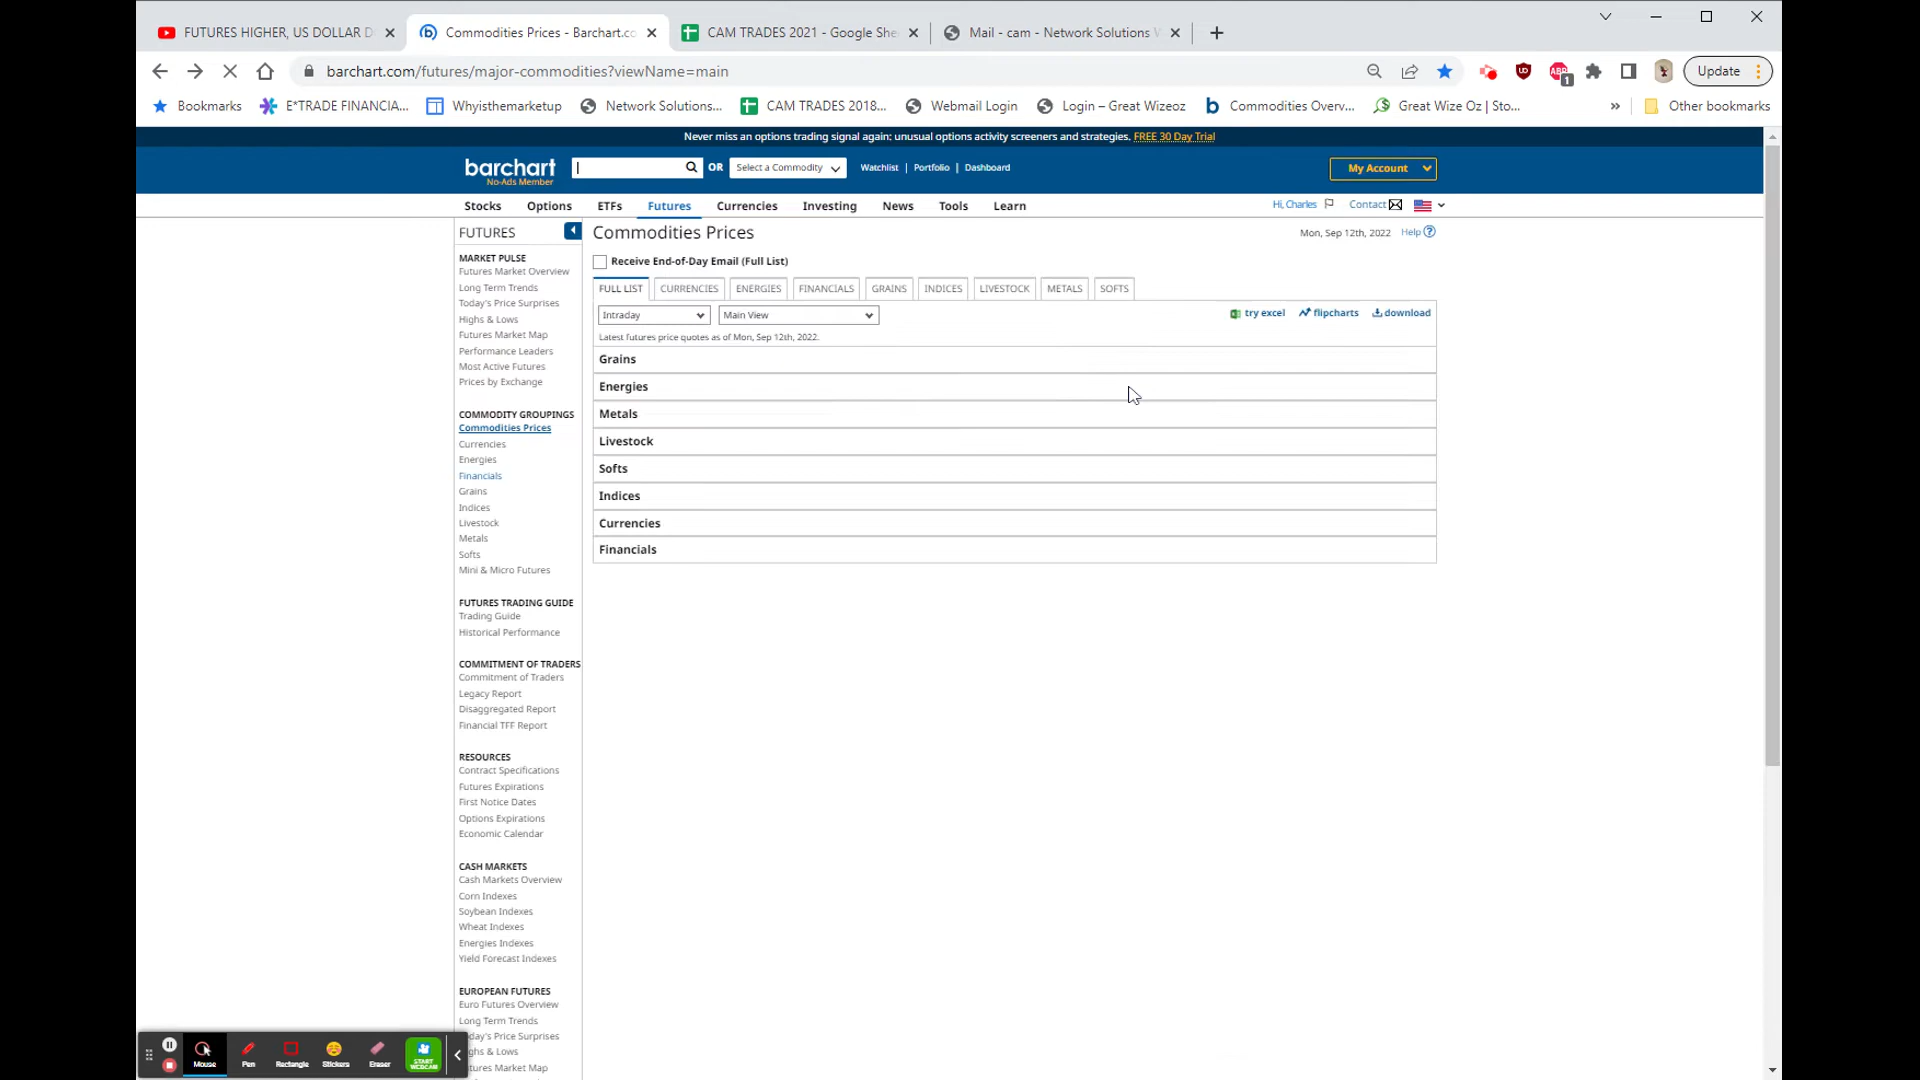 FUTURES HIGHER, US DOLLAR D
Commodities Prices - Barchart.co
CAM TRADES 2021 - Google She
Mail - cam - Network Solutions W
barchart.com/futures/major-commodities?viewName=main
Update
Bookmarks
E*TRADE FINANCIA...
Whyisthemarketup
Network Solutions...
CAM TRADES 2018...
Webmail Login
Login – Great Wizeoz
Commodities Overv...
Great Wize Oz | Sto...
»
Other bookmarks
Never miss an options trading signal again: unusual options activity screeners and strategies. FREE 30 Day Trial
barchart
No-Ads Member
OR
Select a Commodity
Watchlist | Portfolio | Dashboard
My Account
Stocks Options ETFs Futures Currencies Investing News Tools Learn
Hi, Charles
Contact
FUTURES
Commodities Prices
Mon, Sep 12th, 2022 Help
MARKET PULSE
Futures Market Overview
Long Term Trends
Today's Price Surprises
Highs & Lows
Futures Market Map
Performance Leaders
Most Active Futures
Prices by Exchange
COMMODITY GROUPINGS
Commodities Prices
Currencies
Energies
Financials
Grains
Indices
Livestock
Metals
Softs
Mini & Micro Futures
FUTURES TRADING GUIDE
Trading Guide
Historical Performance
COMMITMENT OF TRADERS
Commitment of Traders
Legacy Report
Disaggregated Report
Financial TFF Report
RESOURCES
Contract Specifications
Futures Expirations
First Notice Dates
Options Expirations
Economic Calendar
CASH MARKETS
Cash Markets Overview
Corn Indexes
Soybean Indexes
Wheat Indexes
Energies Indexes
Yield Forecast Indexes
EUROPEAN FUTURES
Euro Futures Overview
Long Term Trends
oday's Price Surprises
ghs & Lows
utures Market Map
Receive End-of-Day Email (Full List)
FULL LIST CURRENCIES ENERGIES FINANCIALS GRAINS INDICES LIVESTOCK METALS SOFTS
Intraday
Main View
try excel
flipcharts
download
Latest futures price quotes as of Mon, Sep 12th, 2022.
Grains
Energies
Metals
Livestock
Softs
Indices
Currencies
Financials
Mouse
Pen
Rectangle
Stickers
Eraser
START
WEBCAM